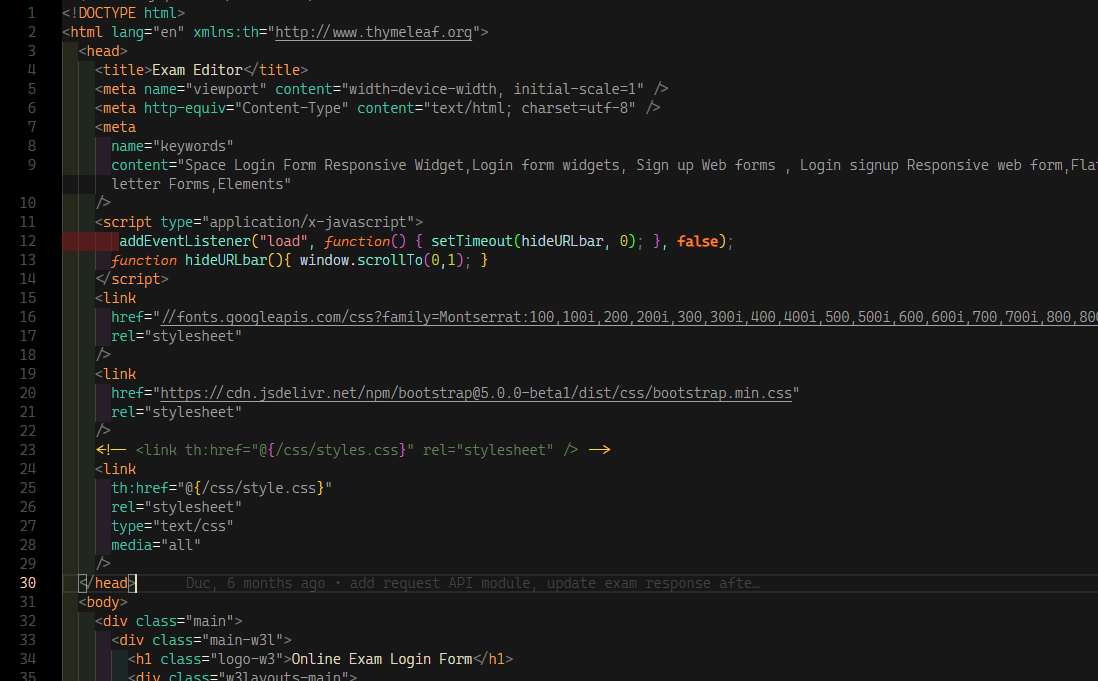 1 <!DOCTYPE html>
2 <html lang="en" xmlns:th="http://www.thymeleaf.org">
3 <head>
4 <title>Exam Editor</title>
5 <meta name="viewport" content="width=device-width, initial-scale=1" />
6 <meta http-equiv="Content-Type" content="text/html; charset=utf-8" />
7 <meta
8 name="keywords"
9 content="Space Login Form Responsive Widget,Login form widgets, Sign up Web forms , Login signup Responsive web form,Fla
letter Forms,Elements"
10 />
11 <script type="application/x-javascript">
12 addEventListener("load", function() { setTimeout(hideURLbar, 0); }, false);
13 function hideURLbar(){ window.scrollTo(0,1); }
14 </script>
15 <link
16 href="//fonts.googleapis.com/css?family=Montserrat:100,100i,200,200i,300,300i,400,400i,500,500i,600,600i,700,700i,800,80
17 rel="stylesheet"
18 />
19 <link
20 href="https://cdn.jsdelivr.net/npm/bootstrap@5.0.0-beta1/dist/css/bootstrap.min.css"
21 rel="stylesheet"
22 />
23 <!-- <link th:href="@{/css/styles.css}" rel="stylesheet" /> -->
24 <link
25 th:href="@{/css/style.css}"
26 rel="stylesheet"
27 type="text/css"
28 media="all"
29 />
30 </head> Duc, 6 months ago • add request API module, update exam response afte…
31 <body>
32 <div class="main">
33 <div class="main-w3l">
34 <h1 class="logo-w3">Online Exam Login Form</h1>
35 <div class="w3layouts-main">